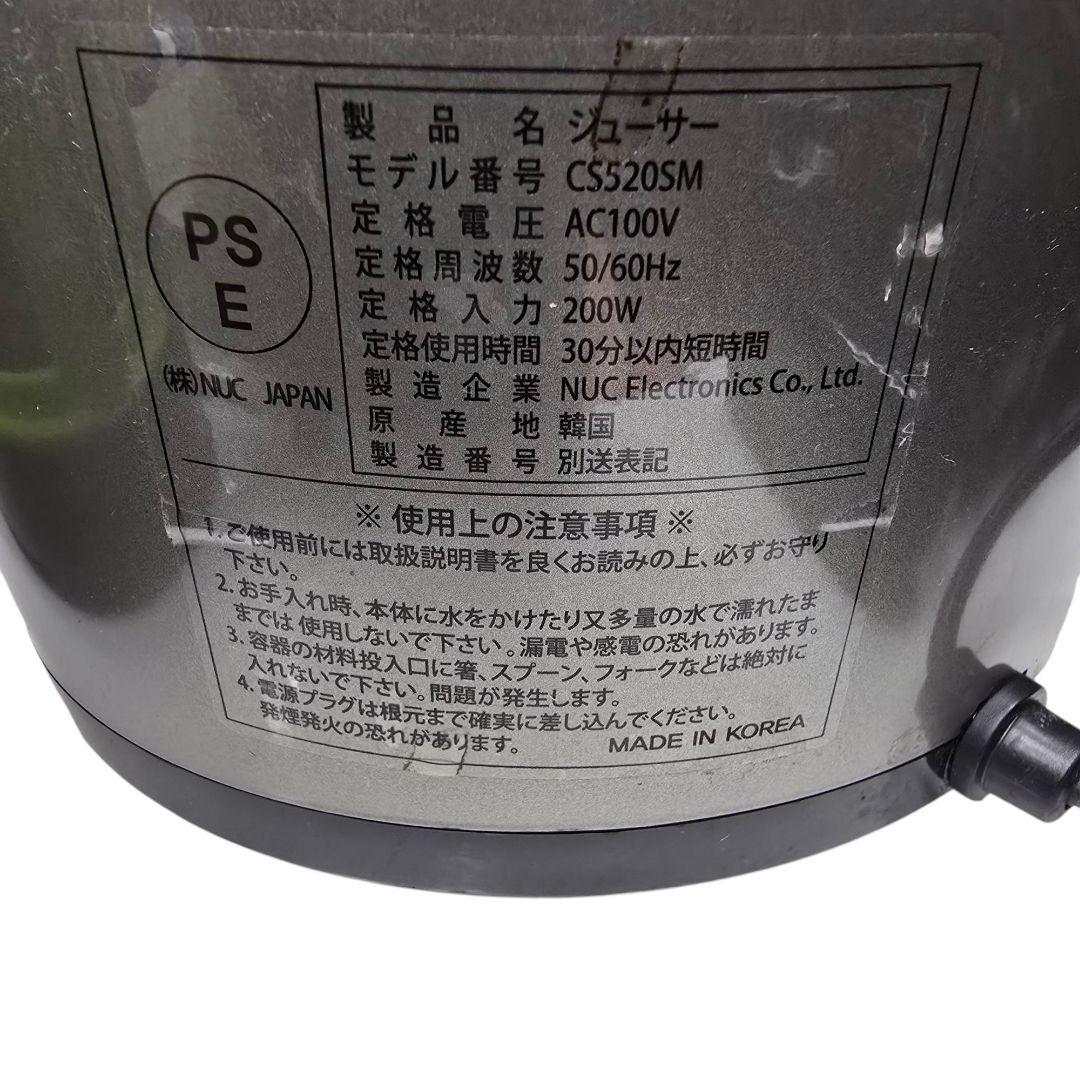 PS
E
(株)NUC JAPAN
製品名 ジューサー
モデル番号 CS520SM
定格電圧 AC100V
定格周波数 50/60Hz
定格入力 200W
定格使用時間 30分以内短時間
製造企業 NUC Electronics Co., Ltd.
原産地 韓国
製造番号 別送表記
※ 使用上の注意事項 ※
1. ご使用前には取扱説明書を良くお読みの上、必ずお守り
下さい。
2. お手入れ時、本体に水をかけたり又多量の水で濡れたま
までは 使用しないで下さい。漏電や感電の恐れがあります。
3. 容器の材料投入口に箸、スプーン、フォークなどは絶対に
入れないで下さい。問題が発生します。
4. 電源プラグは根元まで確実に差し込んでください。
発煙発火の恐れがあります。
MADE IN KOREA